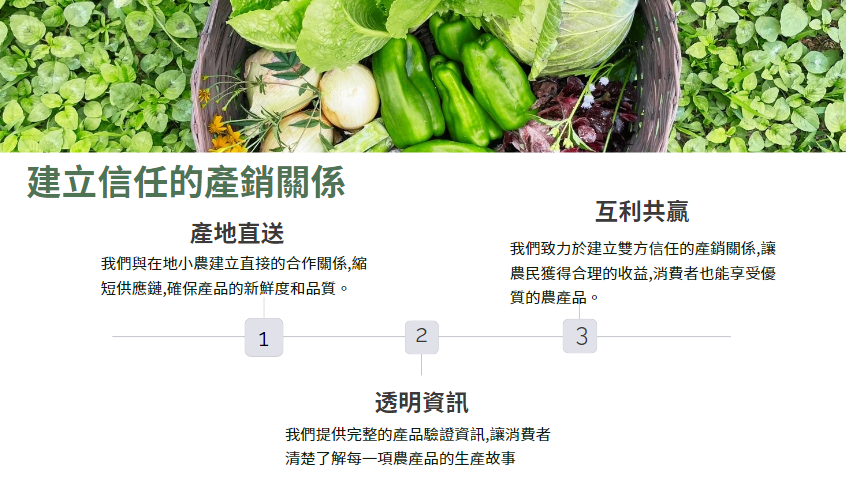 建立信任的產銷關係
產地直送
我們與在地小農建立直接的合作關係,縮
短供應鏈,確保產品的新鮮度和品質。
互利共贏
我們致力於建立雙方信任的產銷關係,讓
農民獲得合理的收益,消費者也能享受優
質的農產品。
1
2
3
透明資訊
我們提供完整的產品驗證資訊,讓消費者
清楚了解每一項農產品的生產故事